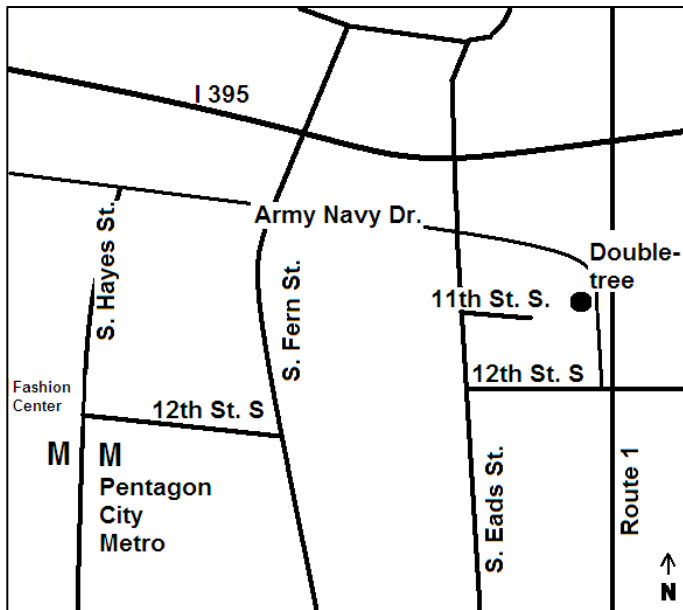 I 395
Army Navy Dr.
S. Hayes St.
S. Fern St.
Double-
tree
11th St. S.
12th St. S
Fashion
Center
12th St. S
M M
Pentagon
City
Metro
S. Eads St.
Route 1
N